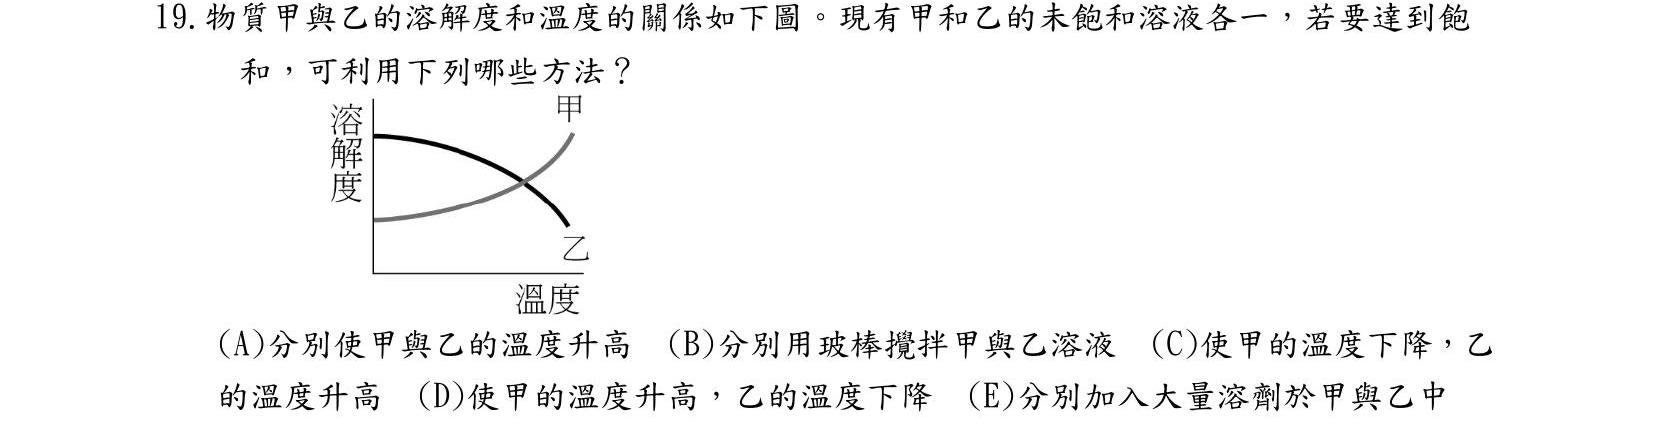 19.物質甲與乙的溶解度和溫度的關係如下圖。現有甲和乙的未飽和溶液各一，若要達到飽
和，可利用下列哪些方法？
甲
溶解度
乙
溫度
(A)分別使甲與乙的溫度升高 (B)分別用玻棒攪拌甲與乙溶液 (C)使甲的溫度下降，乙
的溫度升高 (D)使甲的溫度升高，乙的溫度下降 (E)分別加入大量溶劑於甲與乙中